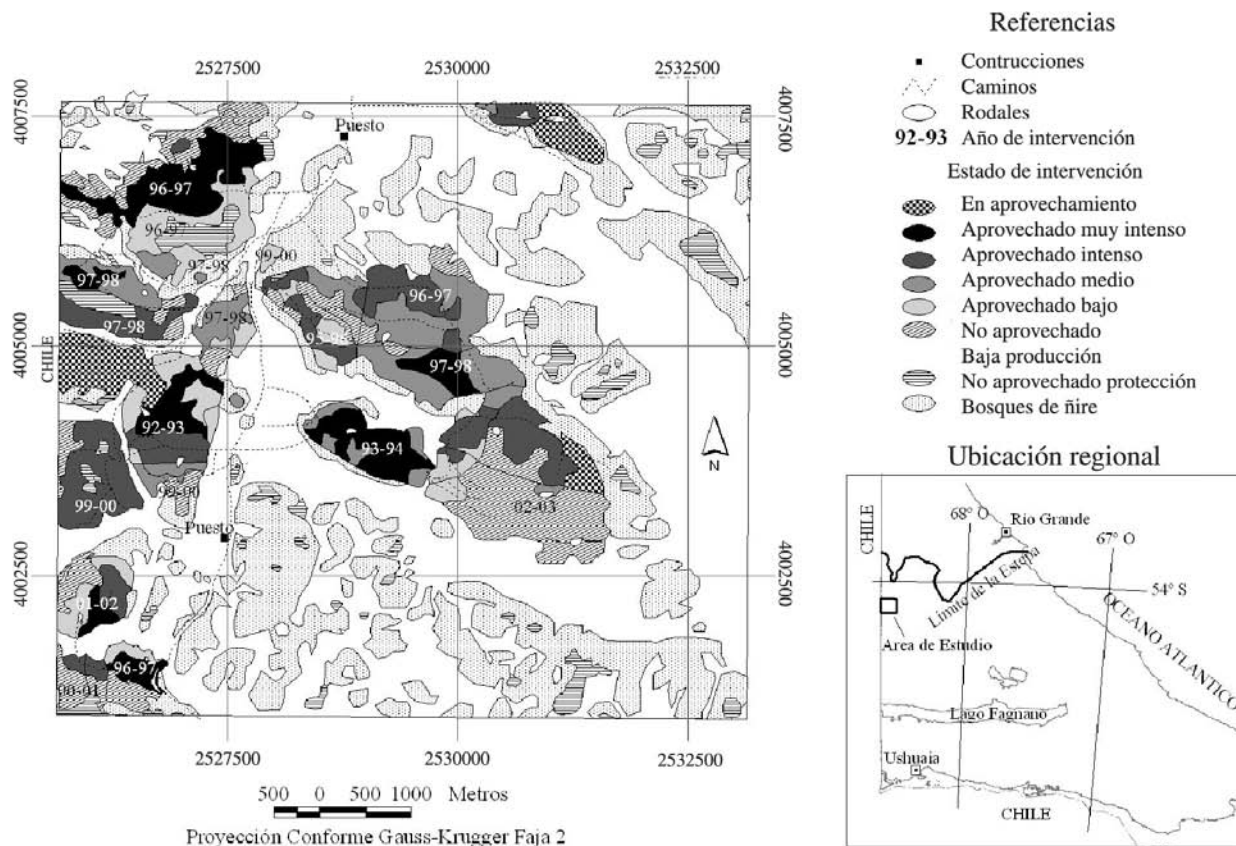 2527500
2530000
2532500
4007500
4005000
4002500
4007500
4005000
4002500
CHILE
Puesto
96-97
96-97
97-98
99-00
97-98
97-98
97-98
96-97
97-98
92-93
93-94
99-00
99-00
02-03
Puesto
01-02
96-97
00-01
N
2527500
2530000
2532500
500 0 500 1000 Metros
Proyección Conforme Gauss-Krugger Faja 2
Referencias
Contrucciones
Caminos
Rodales
92-93 Año de intervención
Estado de intervención
En aprovechamiento
Aprovechado muy intenso
Aprovechado intenso
Aprovechado medio
Aprovechado bajo
No aprovechado
Baja producción
No aprovechado protección
Bosques de ñire
Ubicación regional
CHILE
68° O
Río Grande
67° O
Límite de la Estepa
54° S
OCEANO ATLANTICO
Area de Estudio
Lago Fagnano
Ushuaia
CHILE